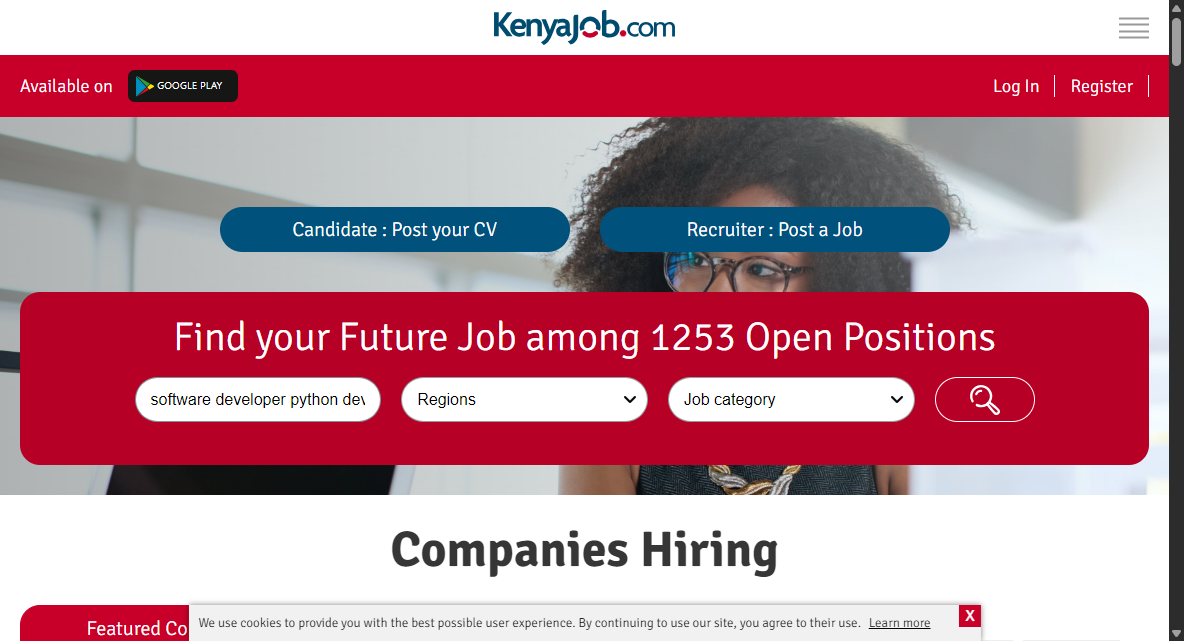 KenyaJob.com
Available on
GOOGLE PLAY
Log In
Register
Candidate : Post your CV
Recruiter : Post a Job
Find your Future Job among 1253 Open Positions
software developer python dev
Regions
Job category
Companies Hiring
Featured Co
We use cookies to provide you with the best possible user experience. By continuing to use our site, you agree to their use. Learn more
X